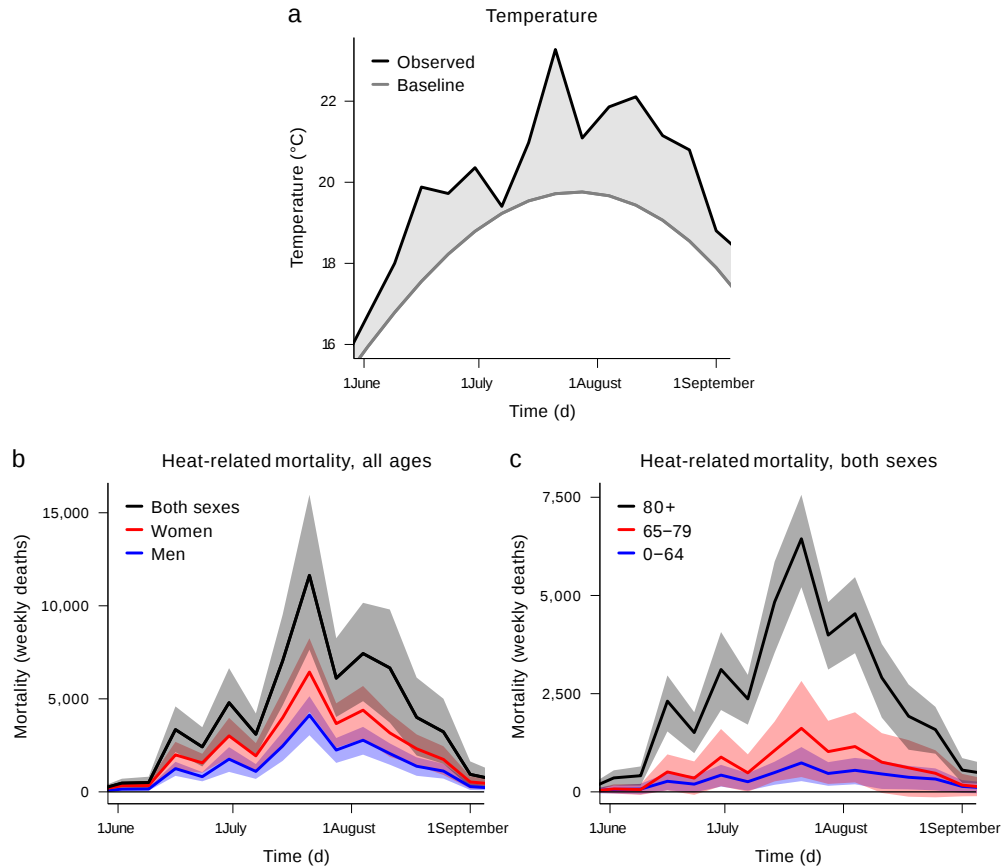 a
Temperature
Observed
Baseline
Temperature (°C)
22
20
18
16
1June 1July 1August 1September
Time (d)
b
Heat-related mortality, all ages
Both sexes
Women
Men
Mortality (weekly deaths)
15,000
10,000
5,000
0
1June 1July 1August 1September
Time (d)
c
Heat-related mortality, both sexes
80+
65−79
0−64
Mortality (weekly deaths)
7,500
5,000
2,500
0
1June 1July 1August 1September
Time (d)